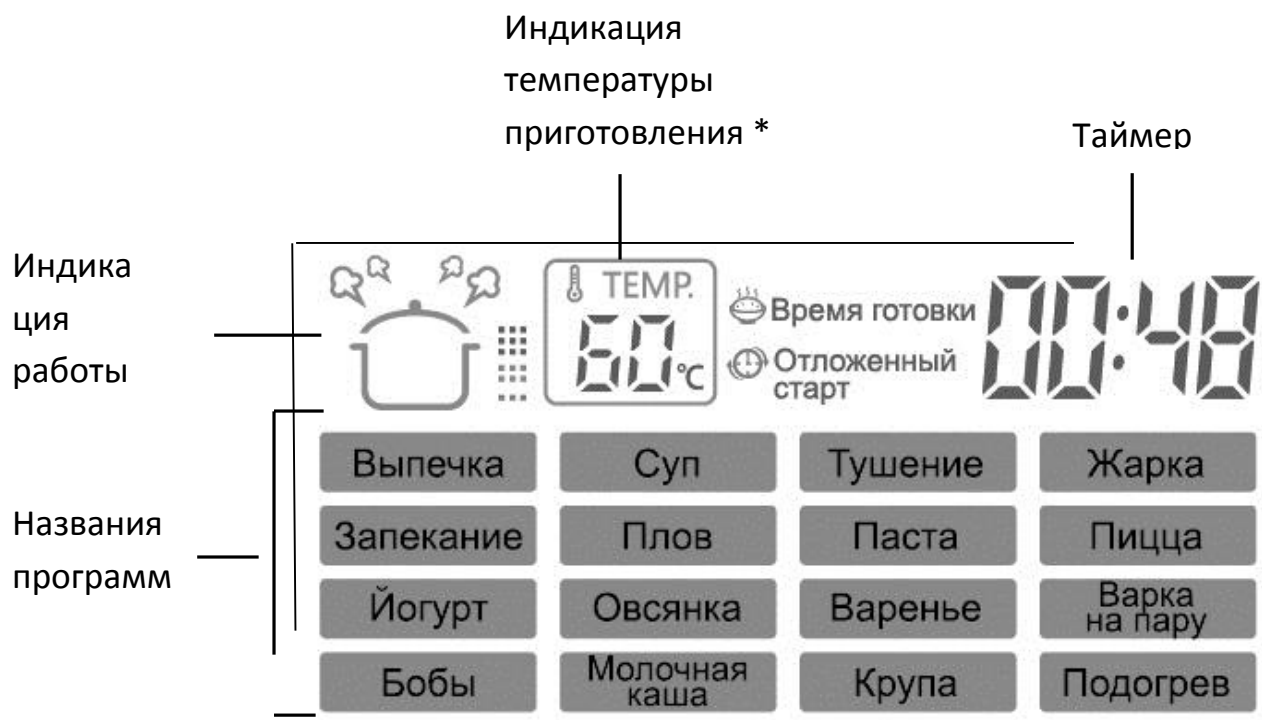 Индикация
температуры
приготовления *
Таймер
Индика
ция
работы
TEMP.
60°C
Время готовки
Отложенный
старт
00:48
Названия
программ
Выпечка
Суп
Тушение
Жарка
Запекание
Плов
Паста
Пицца
Йогурт
Овсянка
Варенье
Варка
на пару
Бобы
Молочная
каша
Крупа
Подогрев